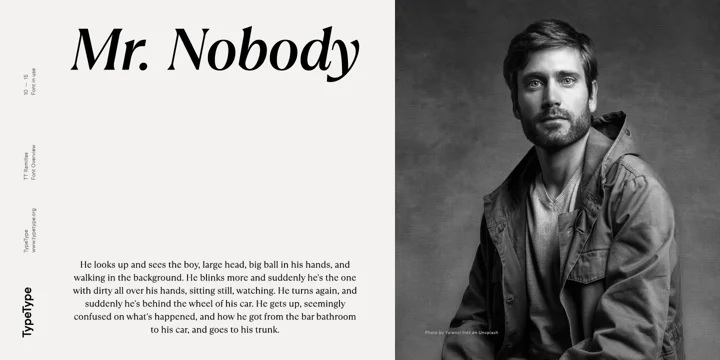 Mr. Nobody
10 — 15
Font in use
TT Ramillas
Font Overview
TypeType
www.typetype.org
TypeType
He looks up and sees the boy, large head, big ball in his hands, and
walking in the background. He blinks more and suddenly he's the one
with dirty all over his hands, sitting still, watching. He turns again, and
suddenly he's behind the wheel of his car. He gets up, seemingly
confused on what's happened, and how he got from the bar bathroom
to his car, and goes to his trunk.
Photo by on Unsplash